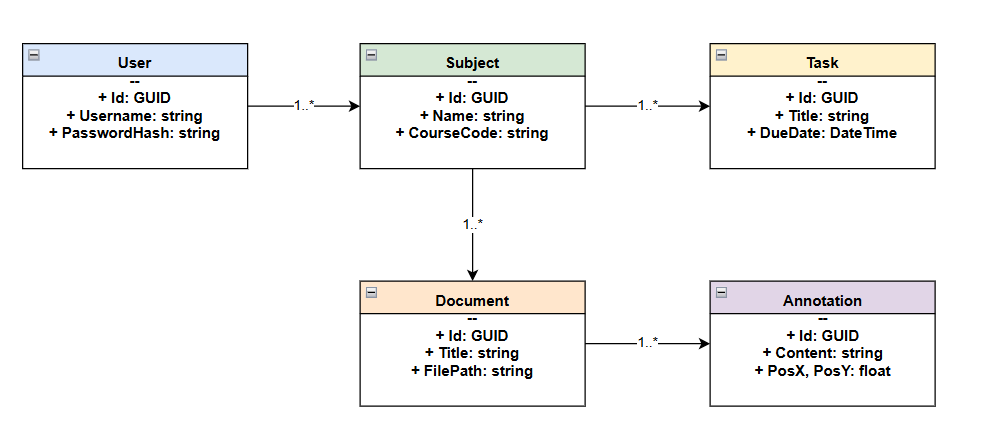 User
--
+ Id: GUID
+ Username: string
+ PasswordHash: string
1..*
Subject
--
+ Id: GUID
+ Name: string
+ CourseCode: string
1..*
Task
--
+ Id: GUID
+ Title: string
+ DueDate: DateTime
1..*
Document
--
+ Id: GUID
+ Title: string
+ FilePath: string
1..*
Annotation
--
+ Id: GUID
+ Content: string
+ PosX, PosY: float